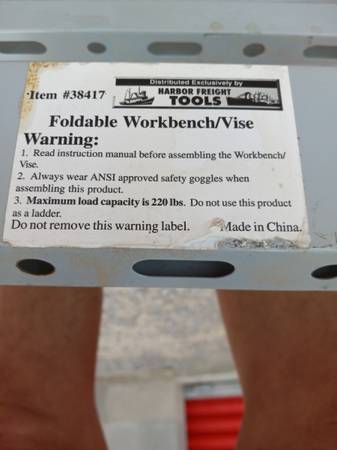 Distributed Exclusively by
Item #38417
HARBOR FREIGHT
TOOLS
Foldable Workbench/Vise
Warning:
1. Read instruction manual before assembling the Workbench/
Vise.
2. Always wear ANSI approved safety goggles when
assembling this product.
3. Maximum load capacity is 220 lbs. Do not use this product
as a ladder.
Do not remove this warning label. Made in China.